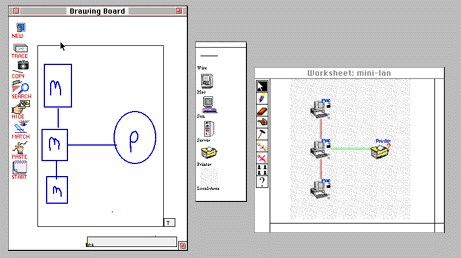 Drawing Board
NEW
TRACE
COPY
SEARCH
HIDE
MATCH
PASTE
START
m
m
m
P
T
Wire
Mac
Sun
Server
Printer
LocalArea
Worksheet: mini-lan
Mac
Mac
Mac
Printer
?